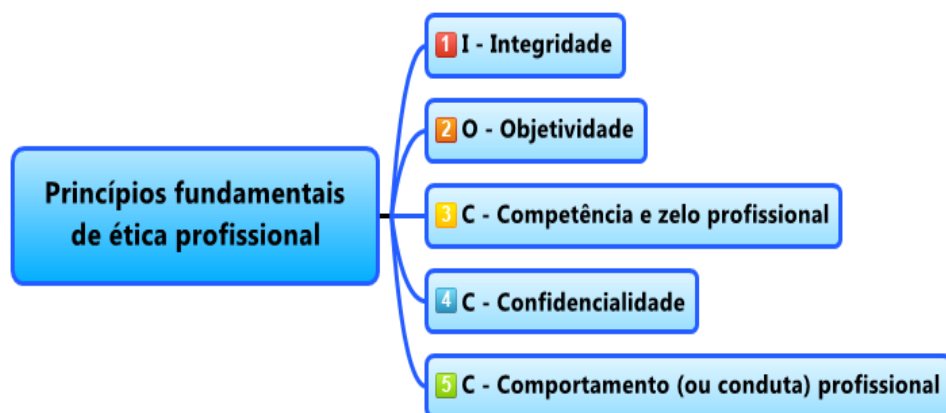 Princípios fundamentais
de ética profissional
1 I - Integridade
2 O - Objetividade
3 C - Competência e zelo profissional
4 C - Confidencialidade
5 C - Comportamento (ou conduta) profissional